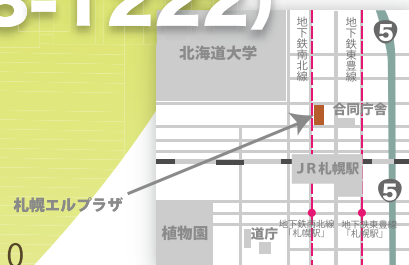 3-1222)
地下鉄南北線
地下鉄東豊線
5
北海道大学
合同庁舎
JR札幌駅
5
札幌エルプラザ
植物園
道庁
地下鉄南北線
「札幌駅」
地下鉄東豊線
「札幌駅」
0